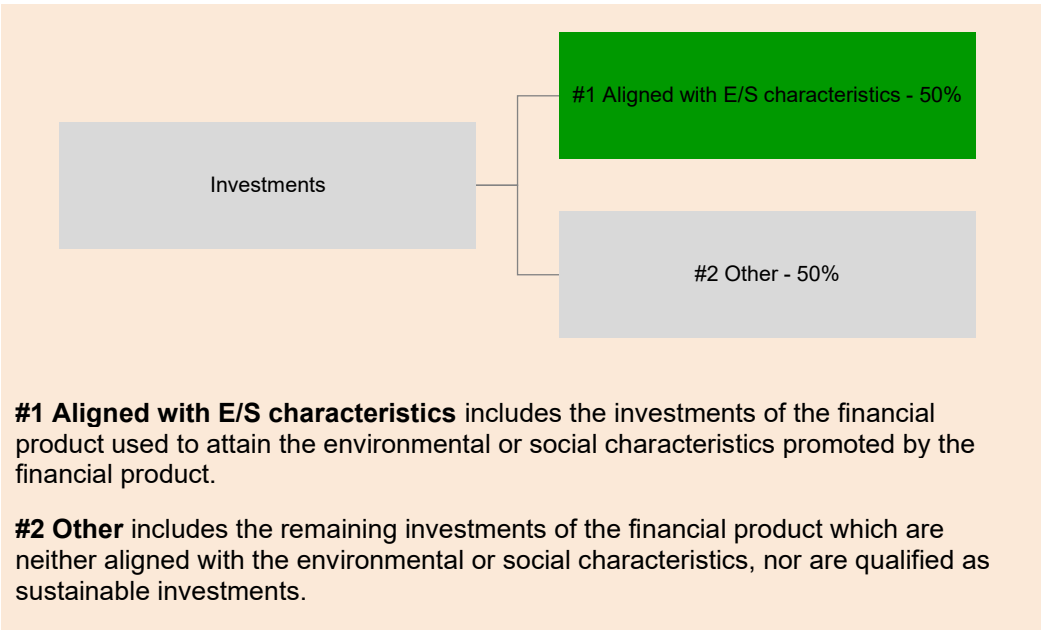 #1 Aligned with E/S characteristics - 50%
Investments
#2 Other - 50%
#1 Aligned with E/S characteristics includes the investments of the financial
product used to attain the environmental or social characteristics promoted by the
financial product.
#2 Other includes the remaining investments of the financial product which are
neither aligned with the environmental or social characteristics, nor are qualified as
sustainable investments.